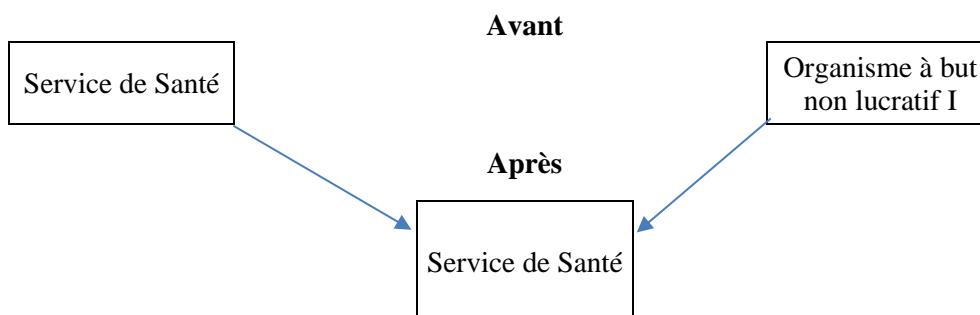 Avant
Service de Santé
Organisme à but
non lucratif I
Après
Service de Santé